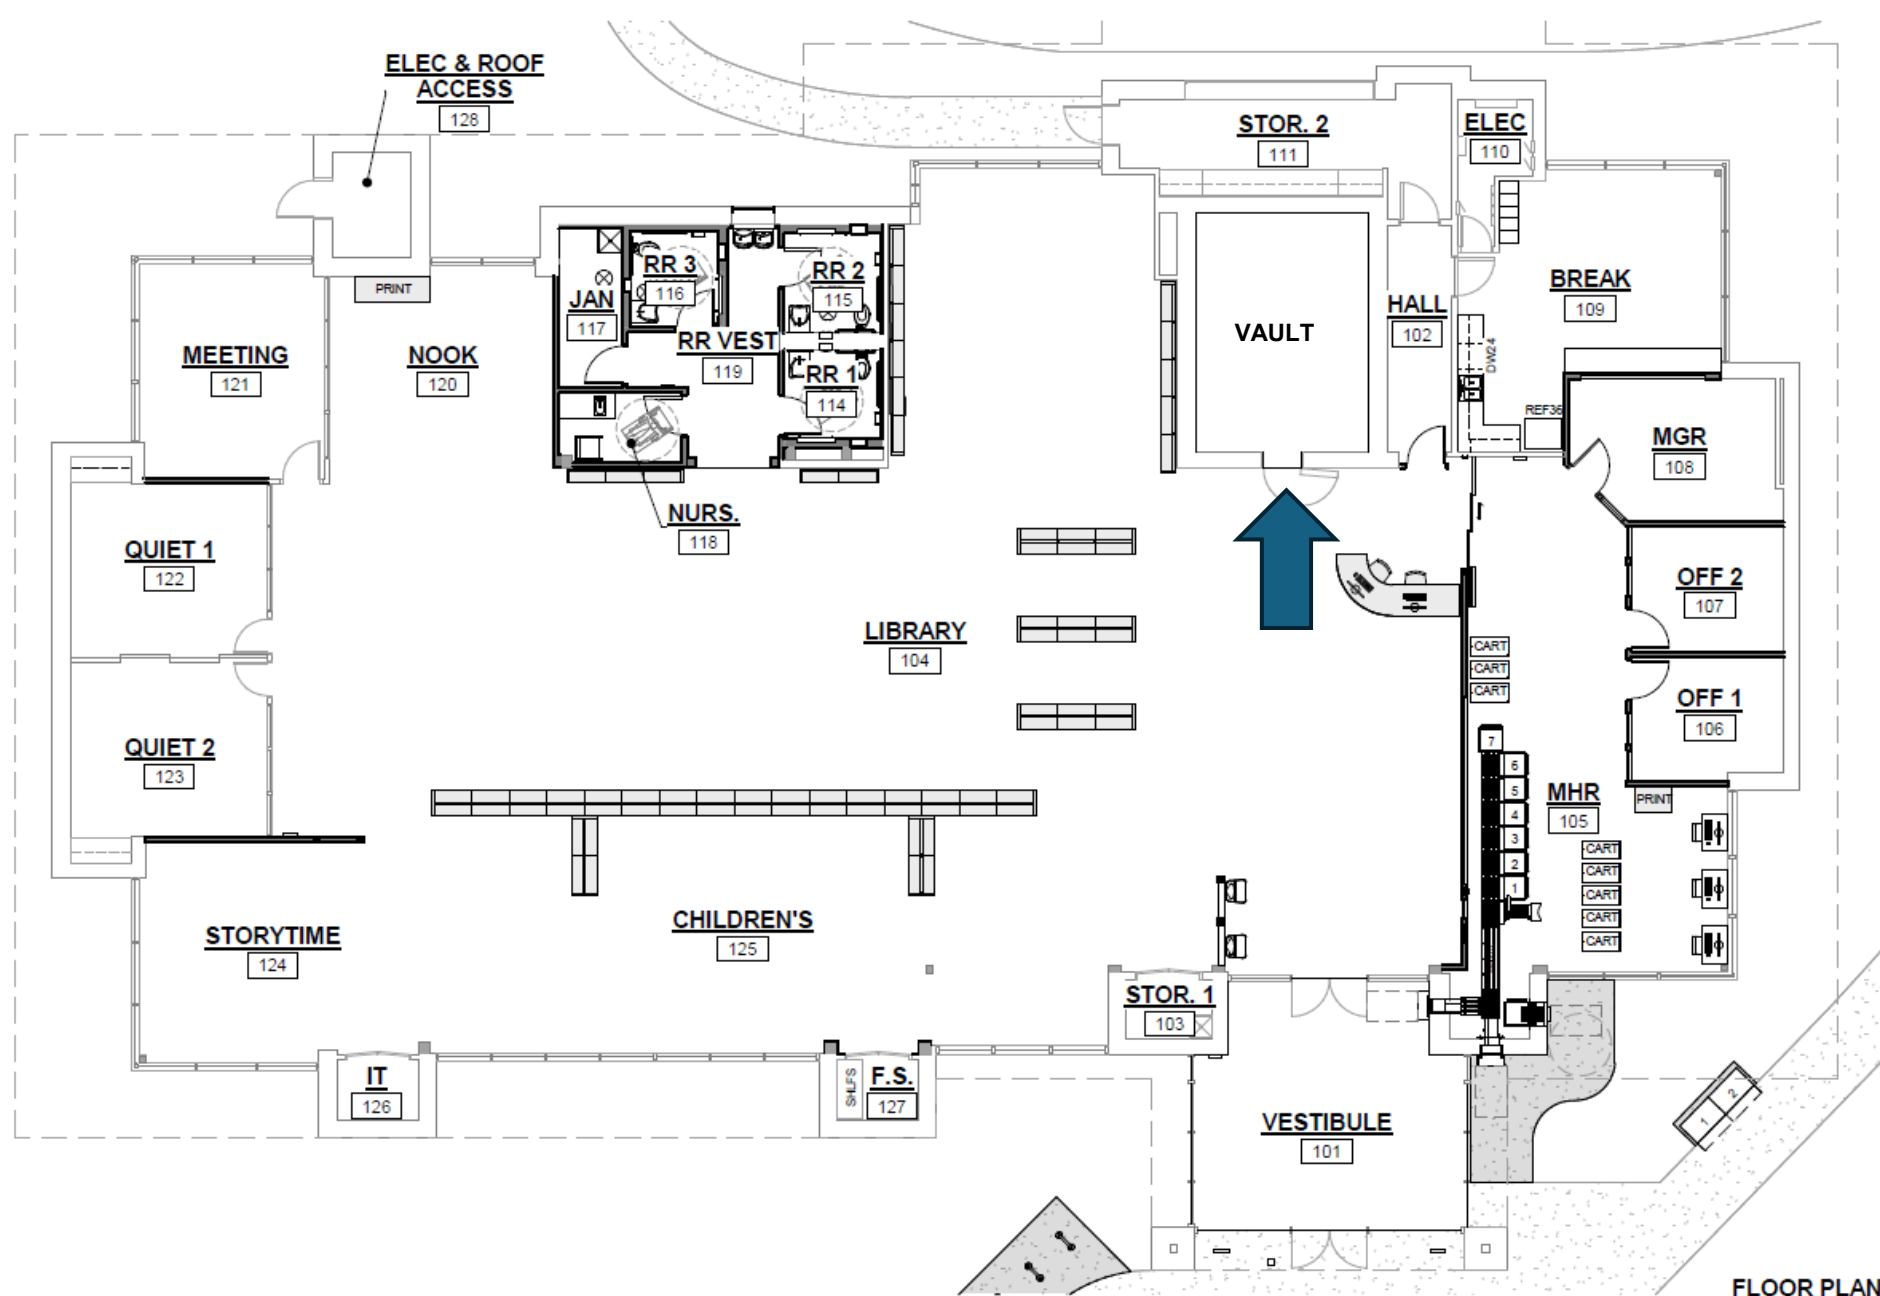 ELEC & ROOF
ACCESS
128
STOR. 2
111
ELEC
110
PRINT
RR 3
116
RR 2
115
JAN
117
BREAK
109
HALL
102
VAULT
DW24
MEETING
121
NOOK
120
RR VEST
119
RR 1
114
REF36
MGR
108
NURS.
118
QUIET 1
122
OFF 2
107
LIBRARY
104
CART
CART
CART
OFF 1
106
QUIET 2
123
7
6
5
4
3
2
1
MHR
105
PRINT
CART
CART
CART
CART
CART
STORYTIME
124
CHILDREN'S
125
STOR. 1
103
IT
126
SHLFS
F.S.
127
VESTIBULE
101
1
2
FLOOR PLAN